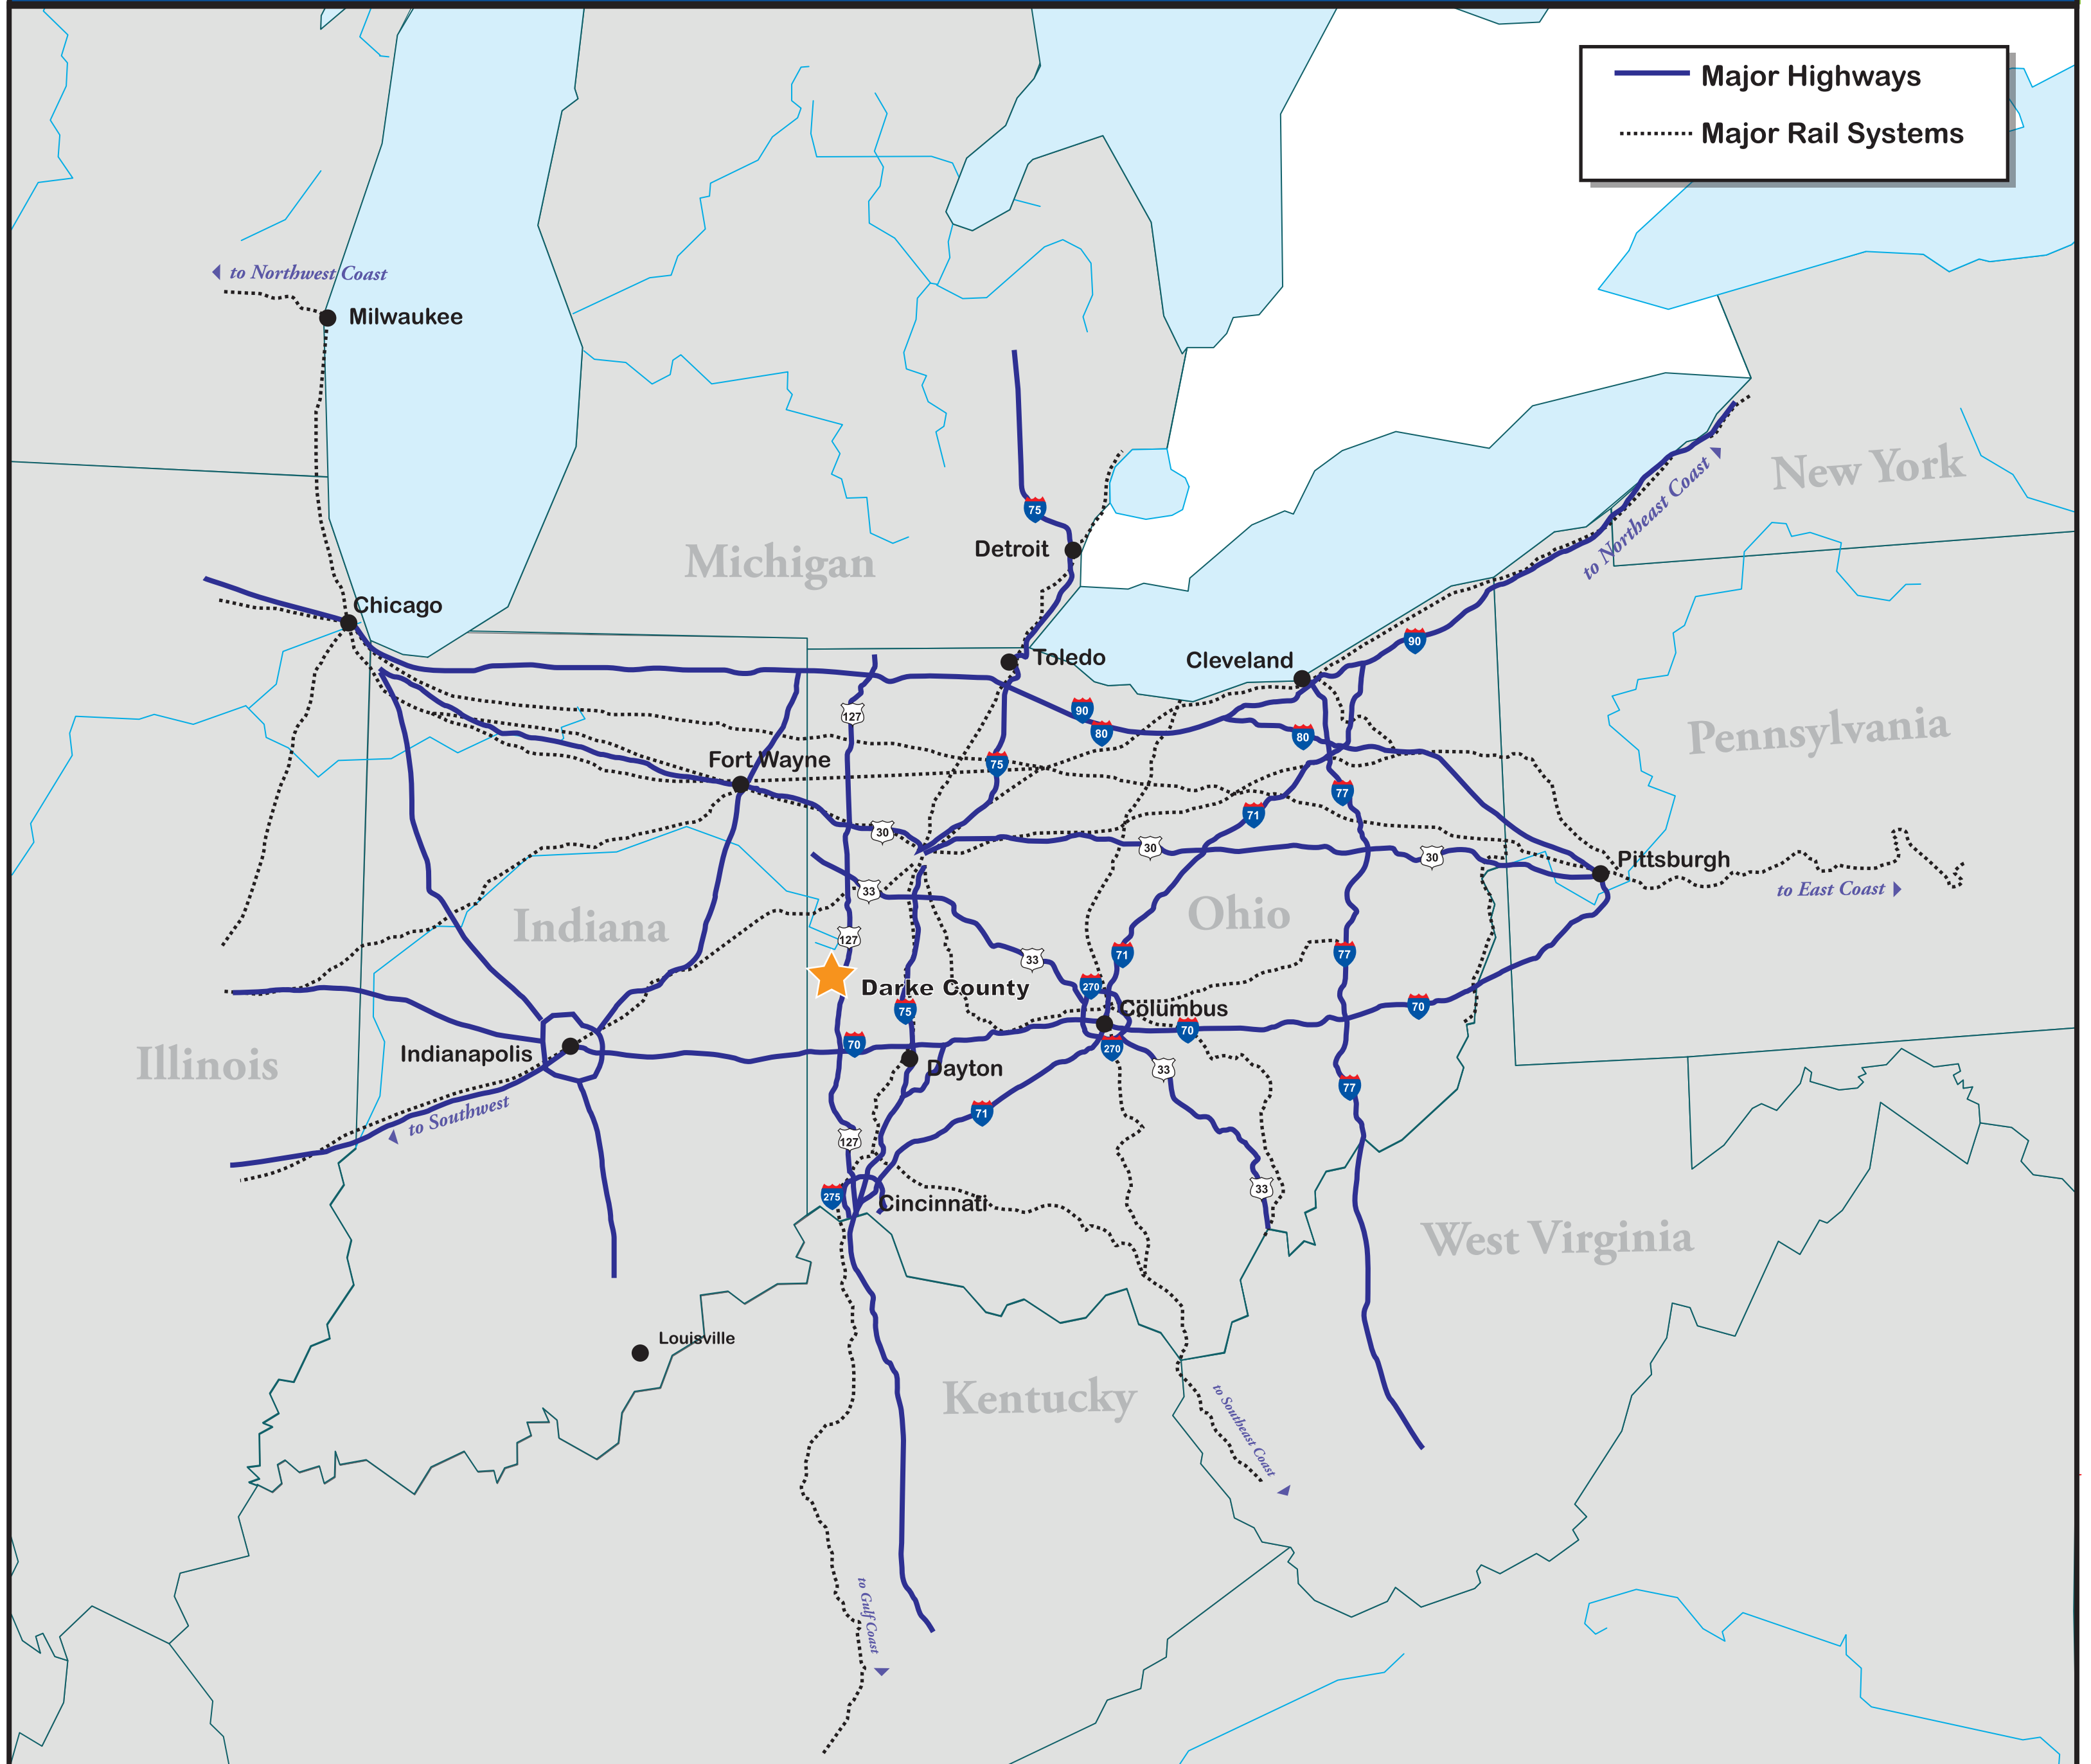 Major Highways
Major Rail Systems
to Northwest Coast
Milwaukee
New York
75
to Northeast Coast
Detroit
Michigan
Chicago
90
Toledo
Cleveland
127
90
80
80
Pennsylvania
Fort Wayne
75
77
71
30
30
30
Pittsburgh
33
to East Coast
Indiana
Ohio
127
33
71
77
Darke County
270
75
Columbus
70
70
70
270
Indianapolis
Illinois
Dayton
33
77
to Southwest
71
127
33
275
Cincinnati
West Virginia
Louisville
Kentucky
to Southeast Coast
to Gulf Coast